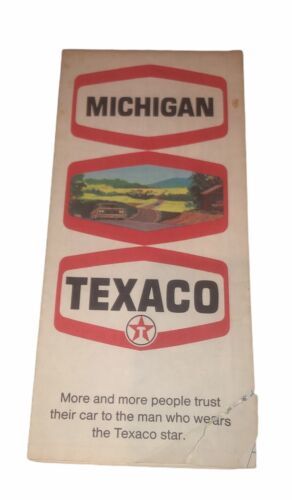 MICHIGAN
TEXACO
T
More and more people trust
their car to the man who wears
the Texaco star.